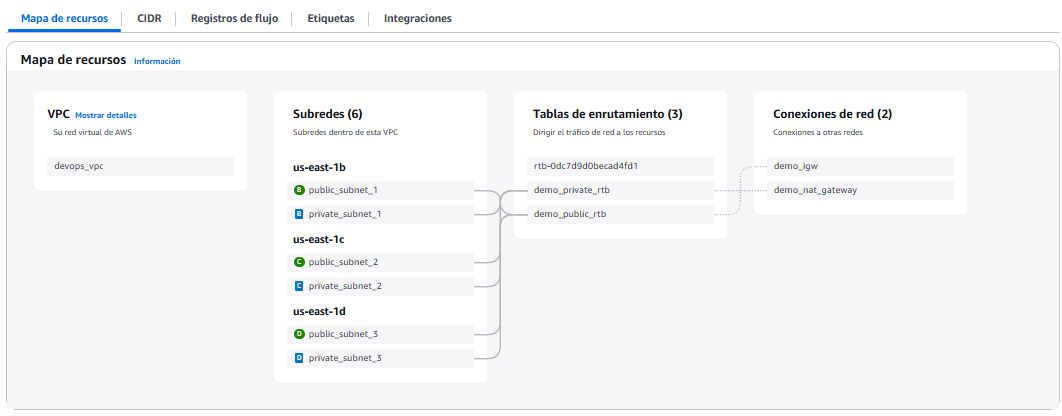 Mapa de recursos CIDR Registros de flujo Etiquetas Integraciones
Mapa de recursos Información
VPC Mostrar detalles
Su red virtual de AWS
devops_vpc
Subredes (6)
Subredes dentro de esta VPC
us-east-1b
B public_subnet_1
B private_subnet_1
us-east-1c
C public_subnet_2
C private_subnet_2
us-east-1d
D public_subnet_3
D private_subnet_3
Tablas de enrutamiento (3)
Dirigir el tráfico de red a los recursos
rtb-0dc7d9d0becad4fd1
demo_private_rtb
demo_public_rtb
Conexiones de red (2)
Conexiones a otras redes
demo_igw
demo_nat_gateway